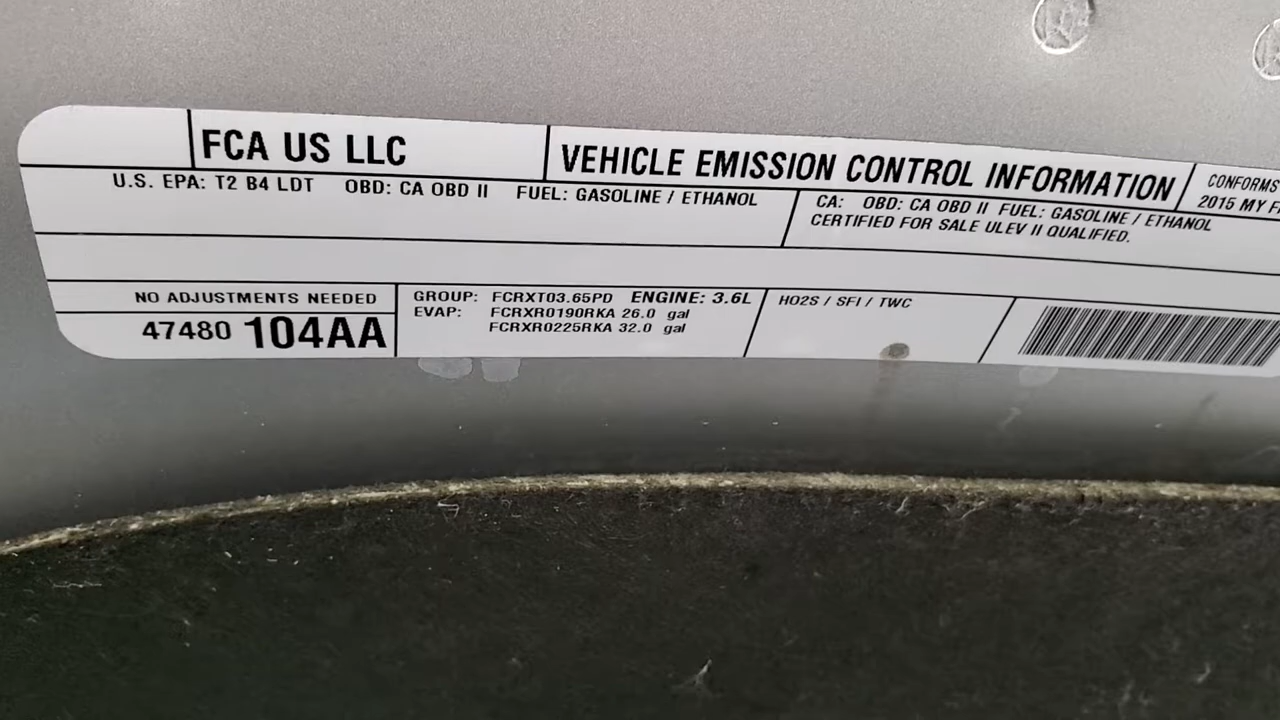 FCA US LLC
VEHICLE EMISSION CONTROL INFORMATION
CONFORMS
2015 MY
U.S. EPA: T2 B4 LDT OBD: CA OBD II FUEL: GASOLINE / ETHANOL
CA: OBD: CA OBD II FUEL: GASOLINE / ETHANOL
CERTIFIED FOR SALE ULEV II QUALIFIED.
NO ADJUSTMENTS NEEDED
47480 104AA
GROUP: FCRXT03.65PD ENGINE: 3.6L
EVAP: FCRXR0190RKA 26.0 gal
FCRXR0225RKA 32.0 gal
HO2S / SFI / TWC